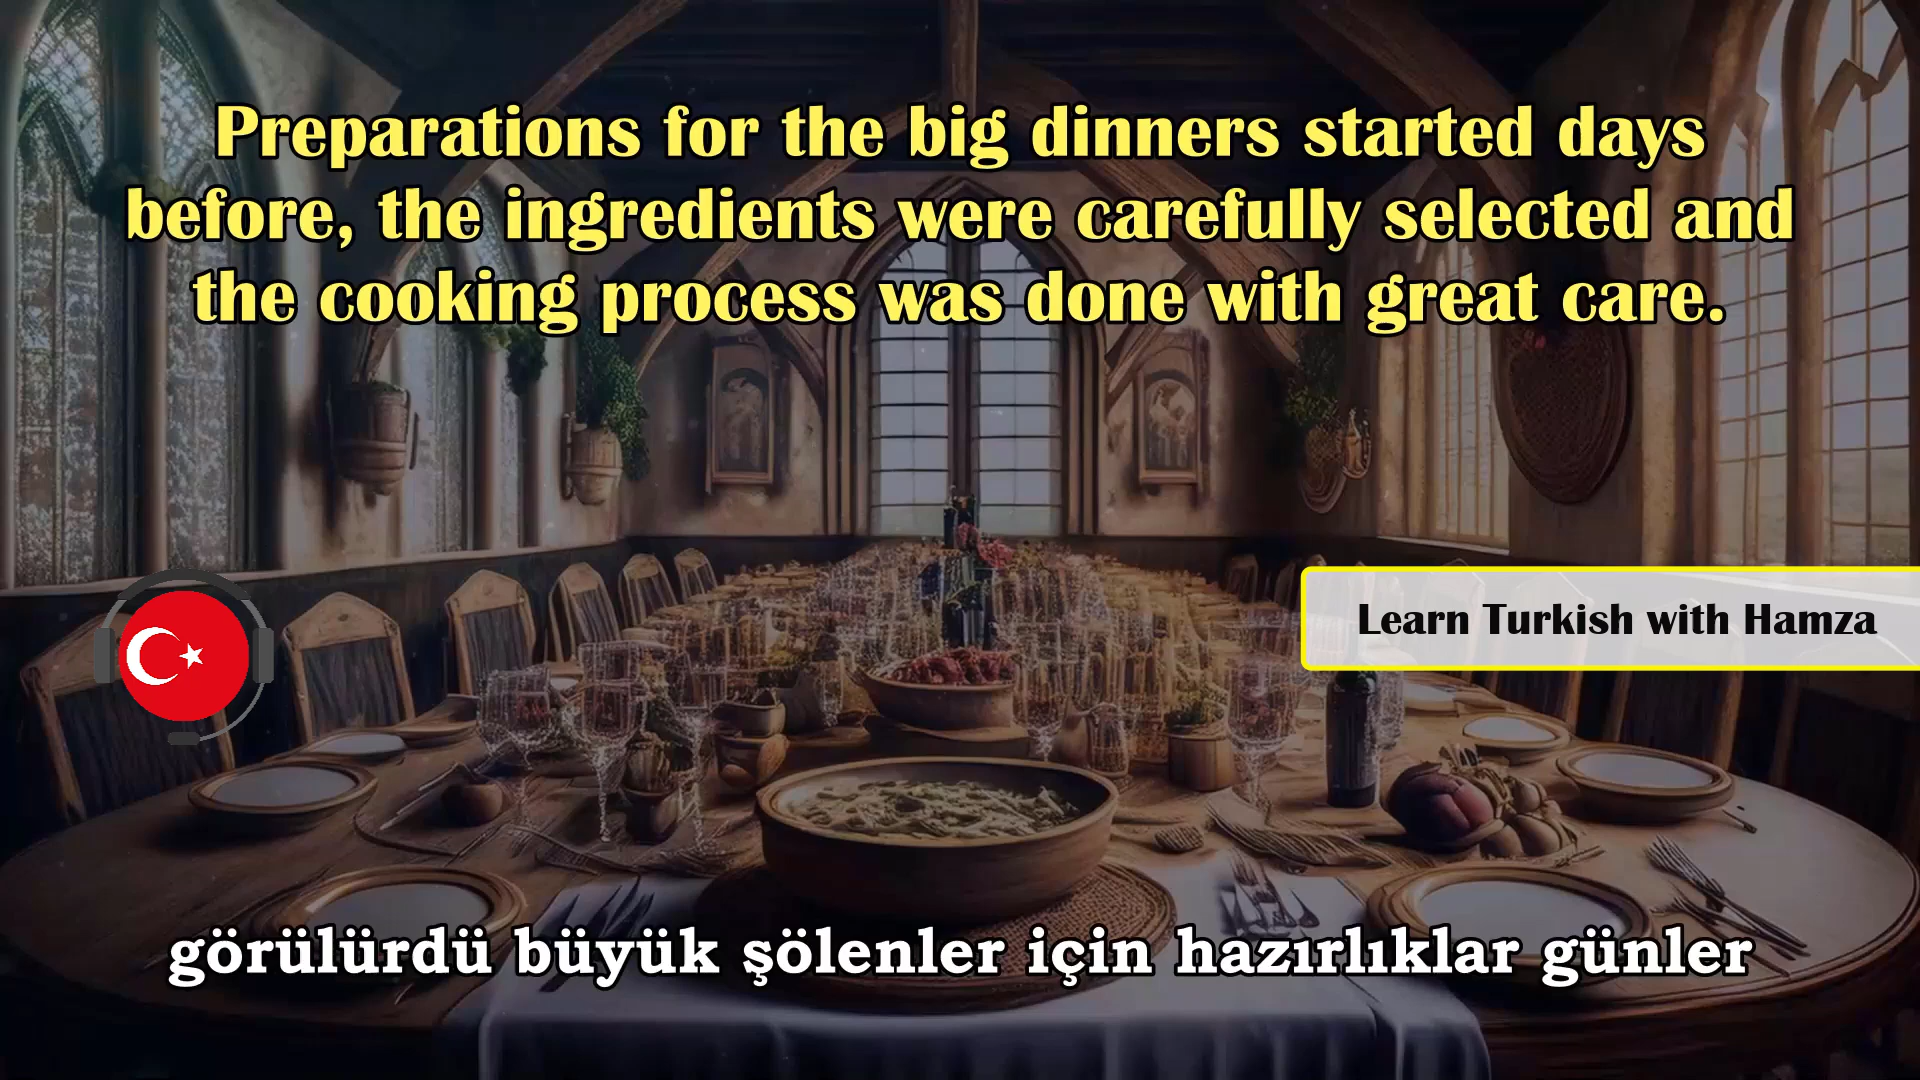 Preparations for the big dinners started days
before, the ingredients were carefully selected and
the cooking process was done with great care.
Learn Turkish with Hamza
görülürdü büyük şölenler için hazırlıklar günler